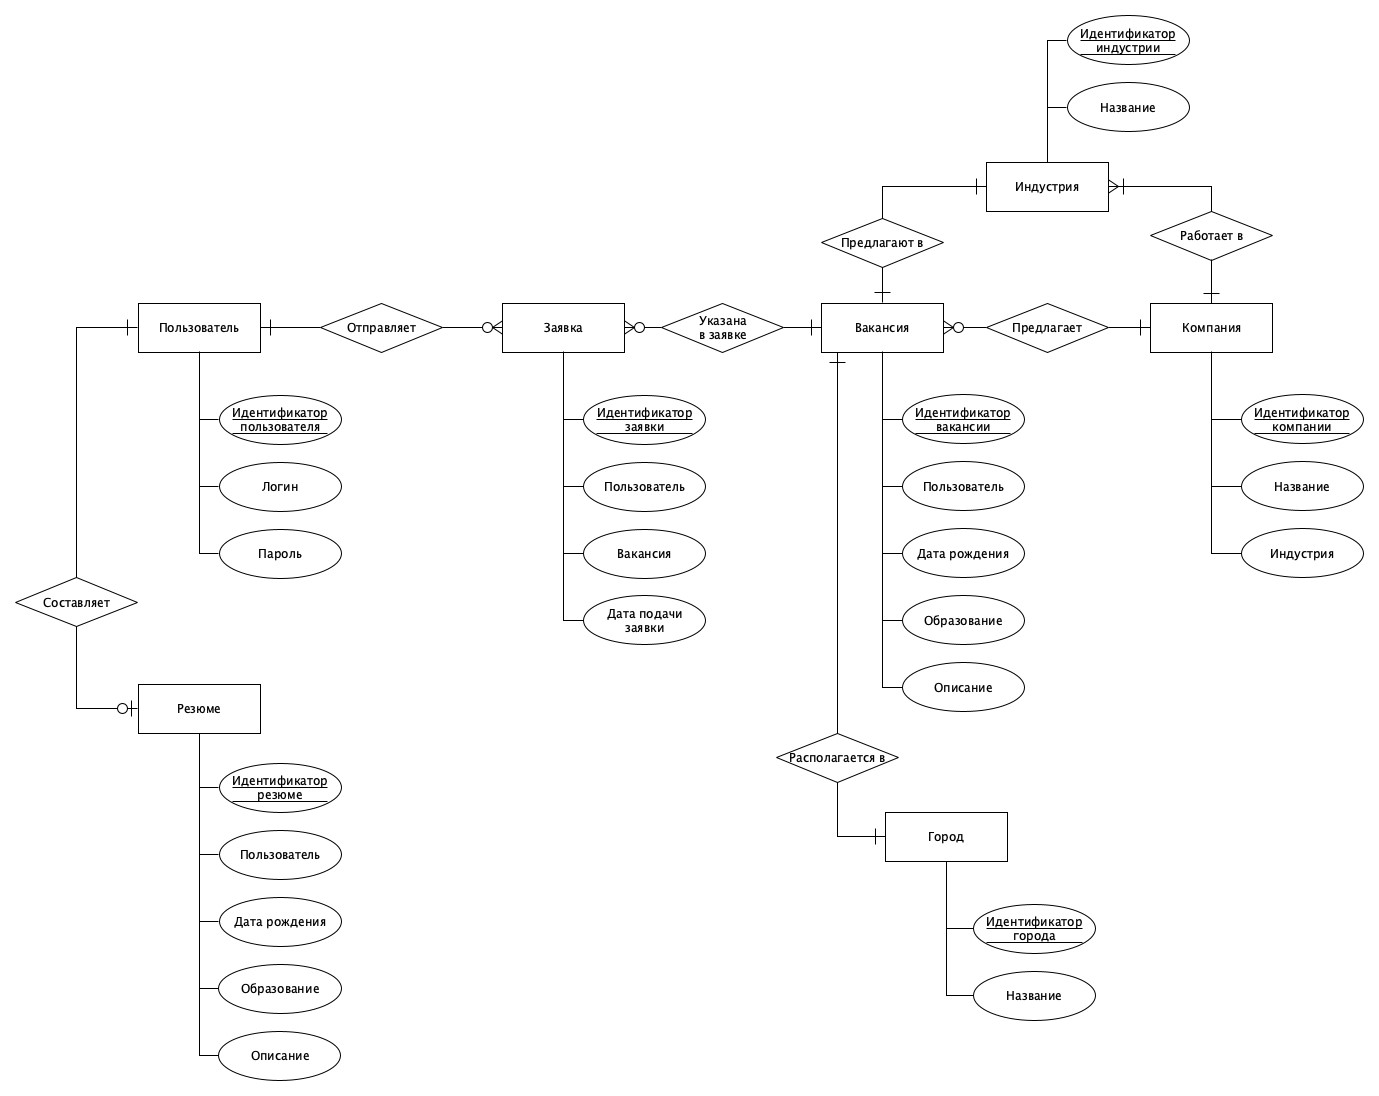 Идентификатор
индустрии
Название
Индустрия
Предлагают в
Работает в
Пользователь
Отправляет
Заявка
Указана
в заявке
Вакансия
Предлагает
Компания
Идентификатор
пользователя
Логин
Пароль
Идентификатор
заявки
Пользователь
Вакансия
Дата подачи
заявки
Идентификатор
вакансии
Пользователь
Дата рождения
Образование
Описание
Идентификатор
компании
Название
Индустрия
Составляет
Резюме
Идентификатор
резюме
Пользователь
Дата рождения
Образование
Описание
Располагается в
Город
Идентификатор
города
Название